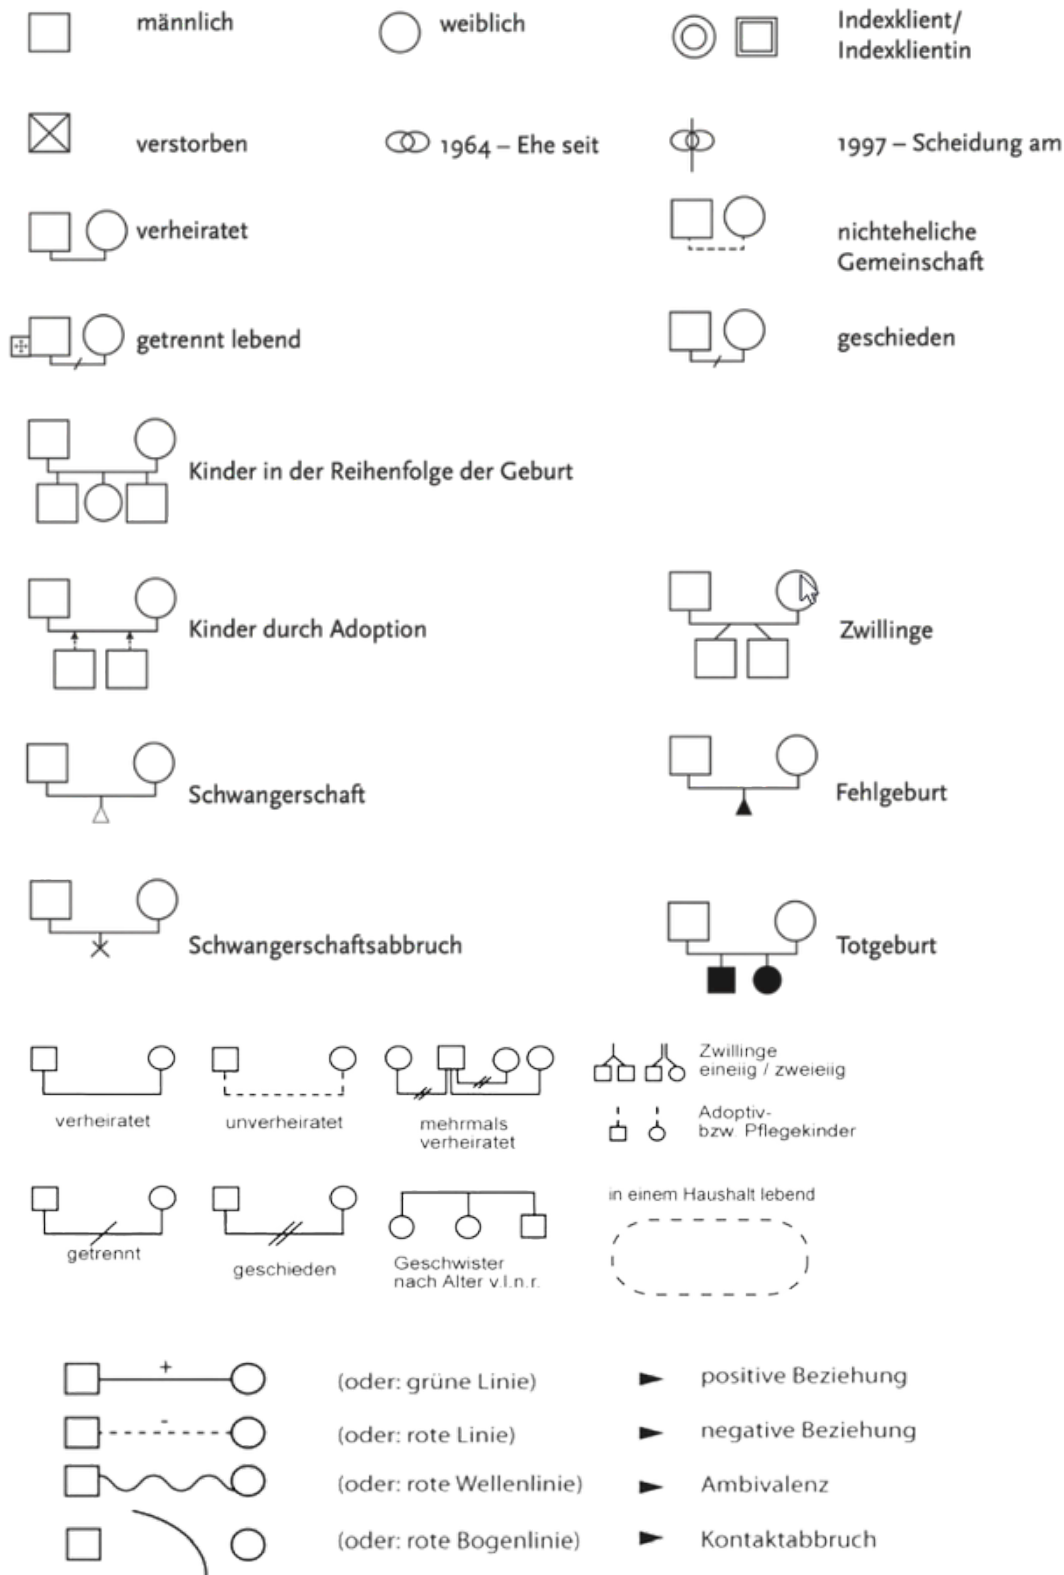 männlich
weiblich
Indexklient/
Indexklientin
verstorben
1964 – Ehe seit
1997 – Scheidung am
verheiratet
nichteheliche
Gemeinschaft
getrennt lebend
geschieden
Kinder in der Reihenfolge der Geburt
Kinder durch Adoption
Zwillinge
Schwangerschaft
Fehlgeburt
Schwangerschaftsabbruch
Totgeburt
verheiratet
unverheiratet
mehrmals
verheiratet
Zwillinge
eineiig / zweieiig
Adoptiv-
bzw. Pflegekinder
getrennt
geschieden
Geschwister
nach Alter v.l.n.r.
in einem Haushalt lebend
+
(oder: grüne Linie)
positive Beziehung
-
(oder: rote Linie)
negative Beziehung
(oder: rote Wellenlinie)
Ambivalenz
(oder: rote Bogenlinie)
Kontaktabbruch